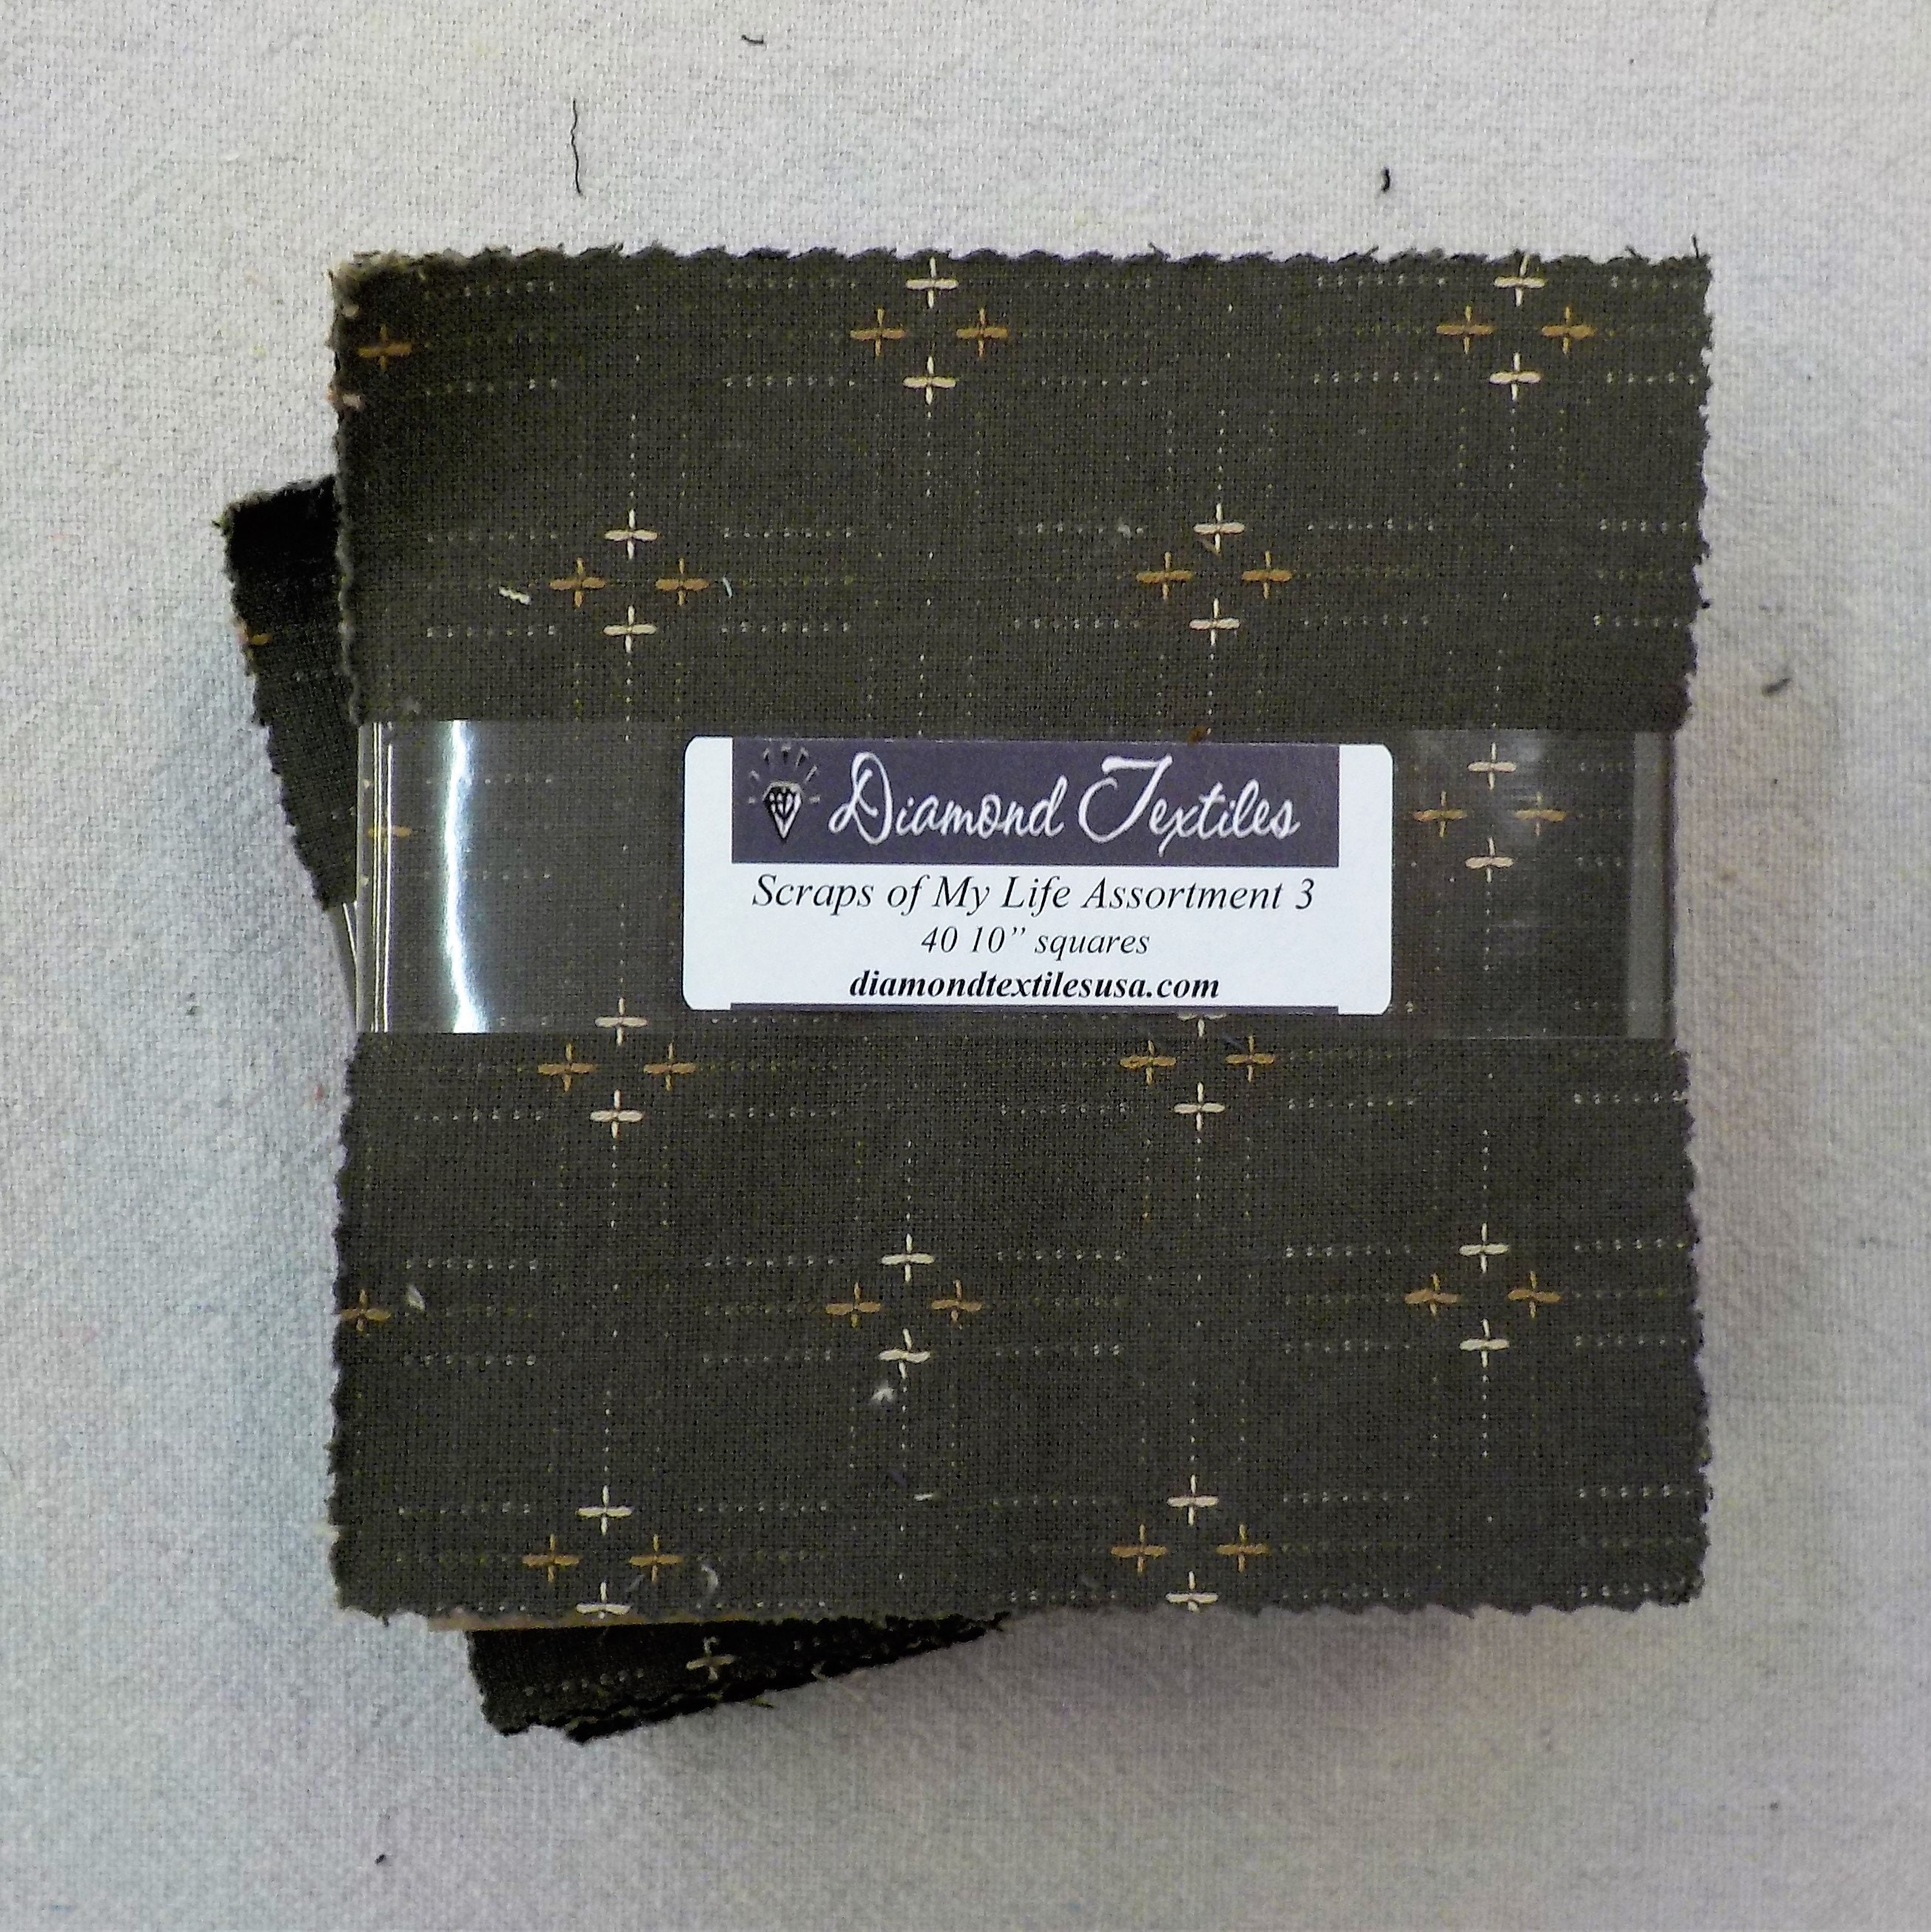 Diamond Textiles
Scraps of My Life Assortment 3
40 10” squares
diamondtextilesusa.com